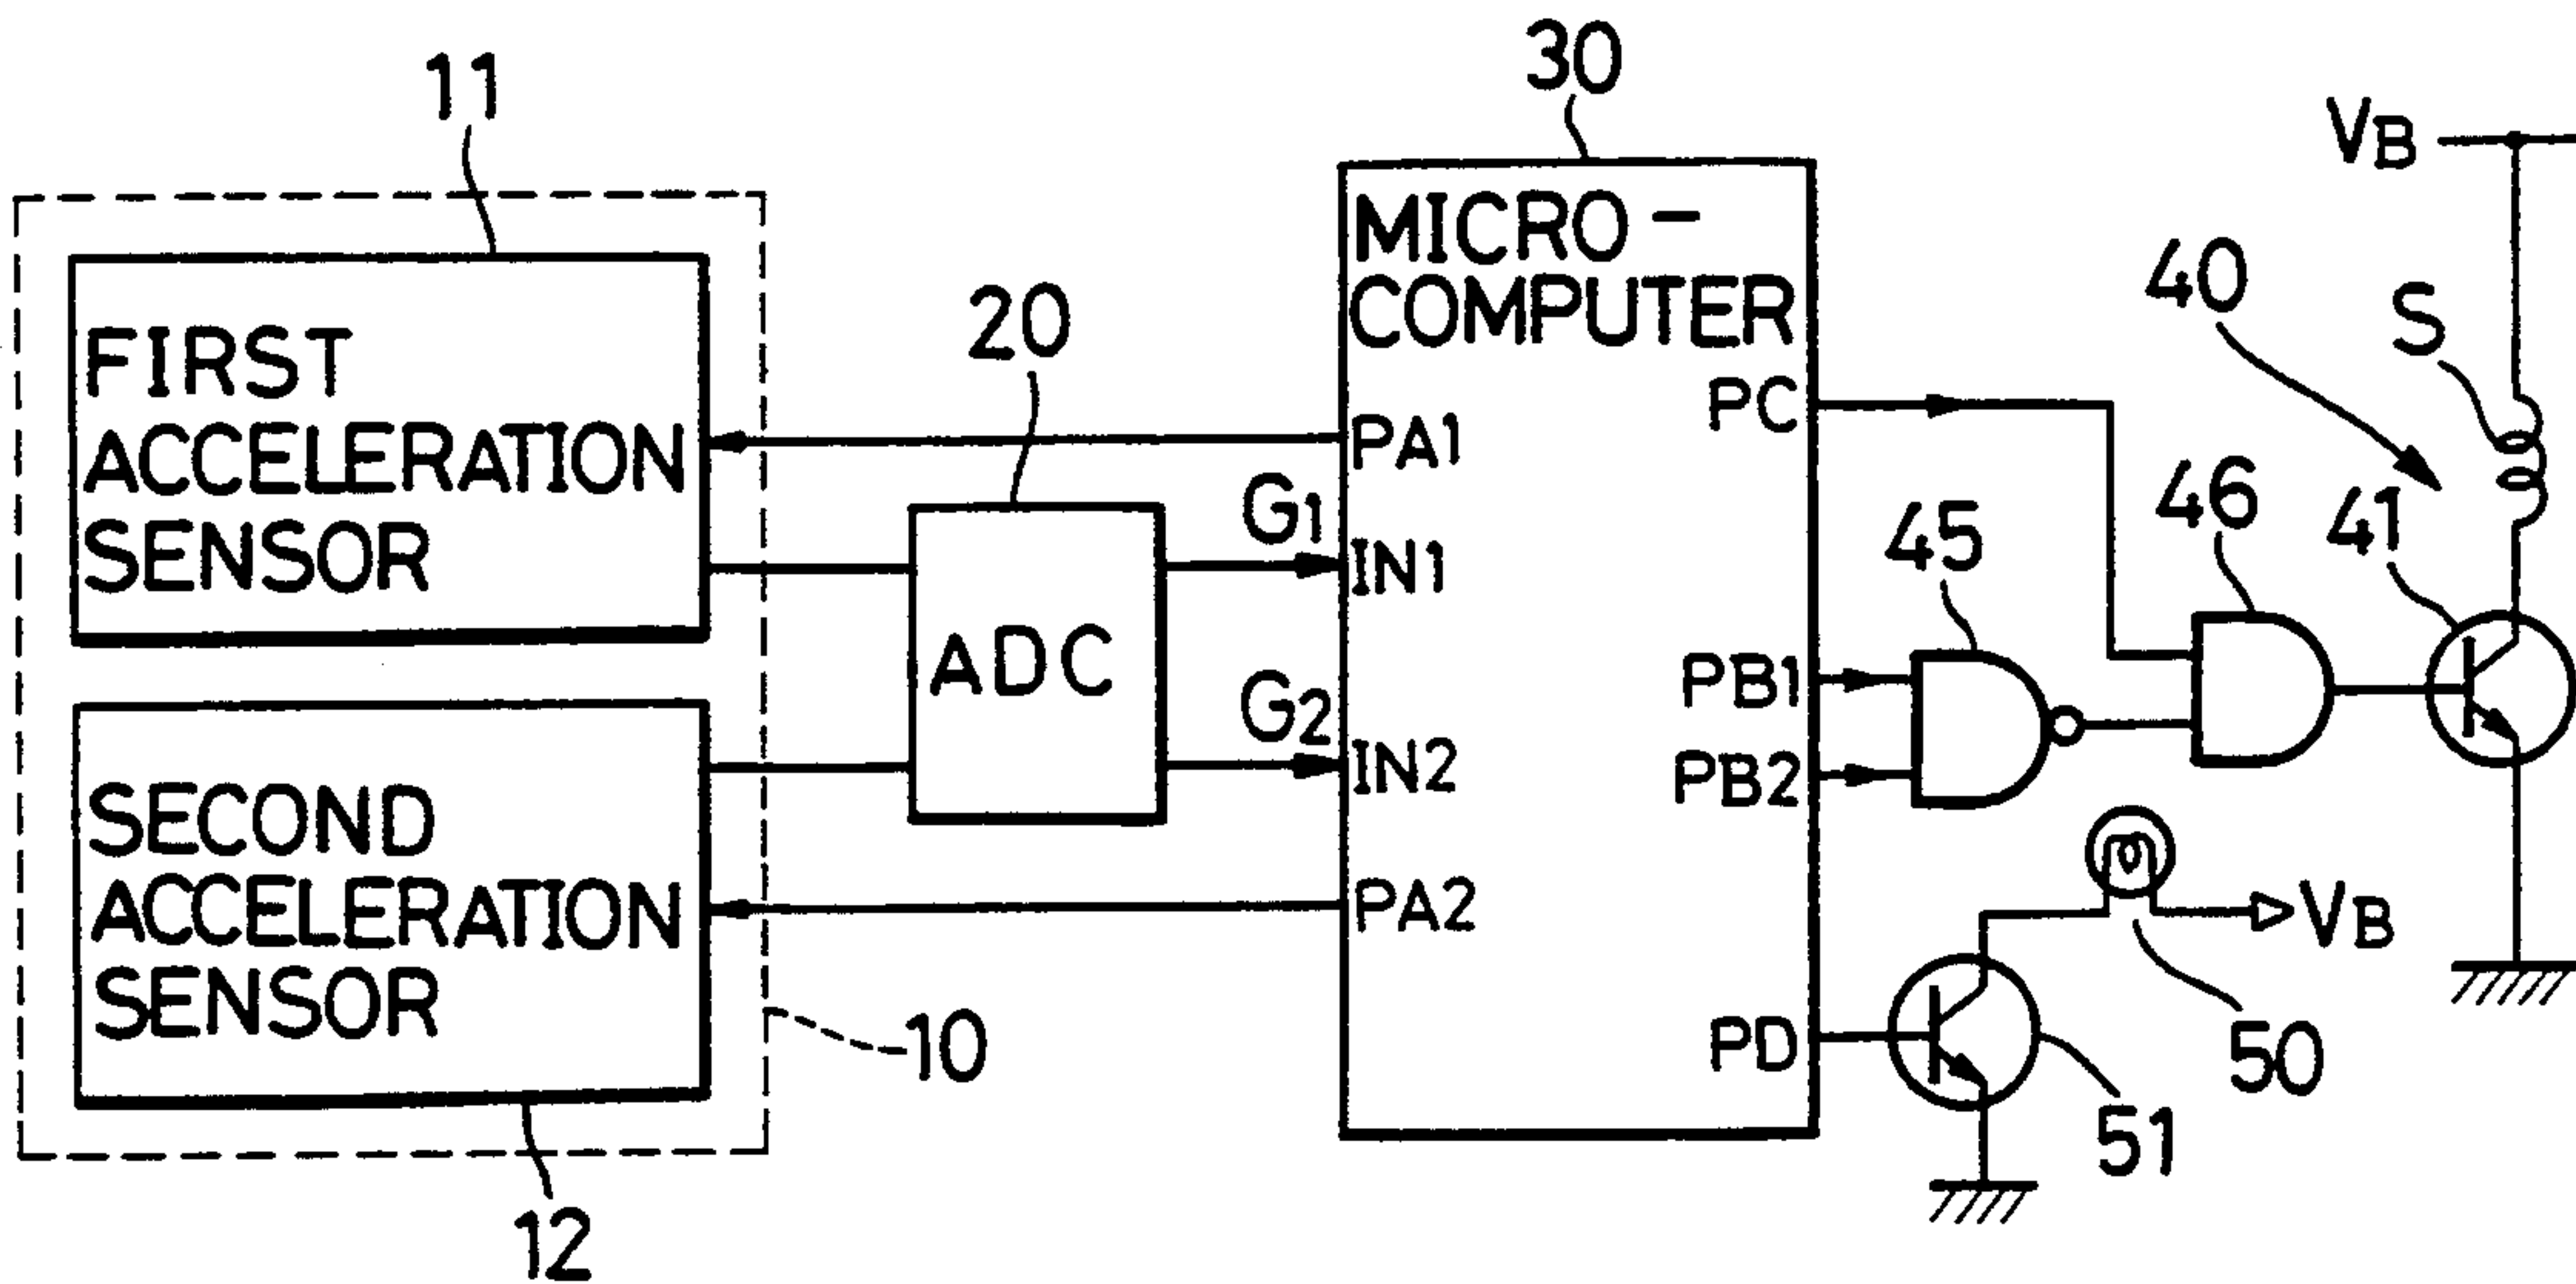 11
30
VB
MICRO-
COMPUTER
40
S
20
FIRST
ACCELERATION
SENSOR
PC
PA1
G1
IN1
45
46
41
ADC
PB1
G2
IN2
PB2
SECOND
ACCELERATION
SENSOR
PA2
VB
10
PD
50
51
12